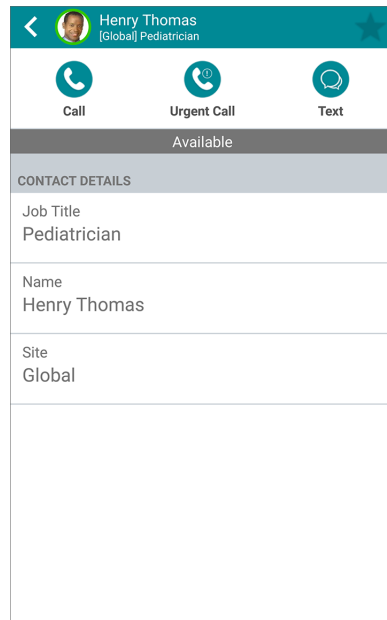 Henry Thomas
[Global] Pediatrician
Call Urgent Call Text
Available
CONTACT DETAILS
Job Title
Pediatrician
Name
Henry Thomas
Site
Global